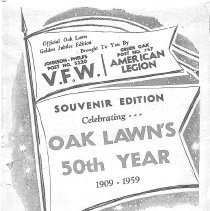 Official Oak Lawn
Golden Jubilee Edition
Brought To You By
JOHNSON-PHELPS
POST NO. 5220
V.F.W.
GREEN OAK
POST NO. 757
AMERICAN
LEGION
SOUVENIR EDITION
Celebrating...
OAK LAWN'S
50th YEAR
1909 - 1959